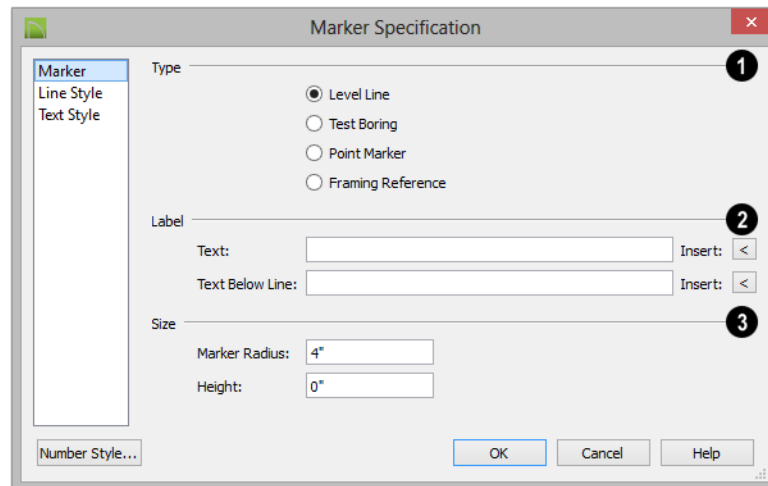 Marker Specification
×
Marker
Line Style
Text Style
Type
1
Level Line
Test Boring
Point Marker
Framing Reference
Label
2
Text:
Insert: <
Text Below Line:
Insert: <
Size
3
Marker Radius: 4"
Height: 0"
Number Style...
OK
Cancel
Help